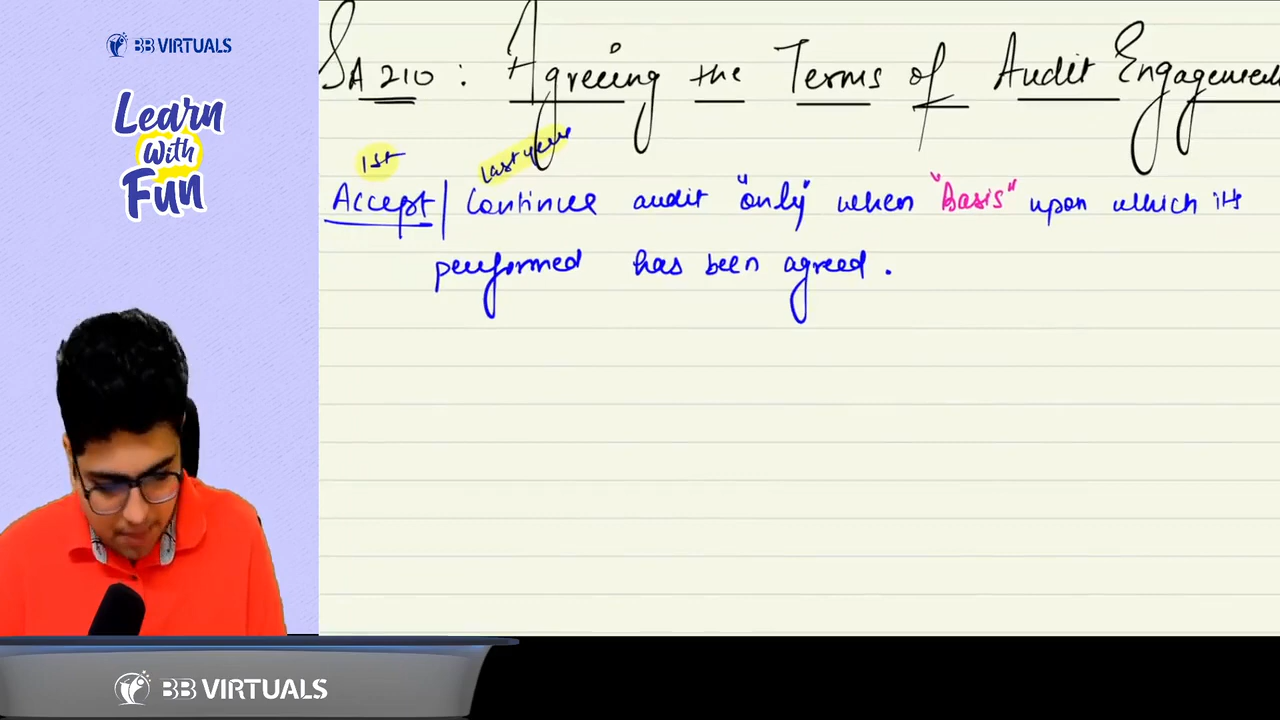 BB VIRTUALS
Learn
With
Fun
SA 210 : Agreeing the Terms of Audit Engagement
1st
Last year
Accept | Continue audit "only" when "Basis" upon which its
performed has been agreed .
BB VIRTUALS